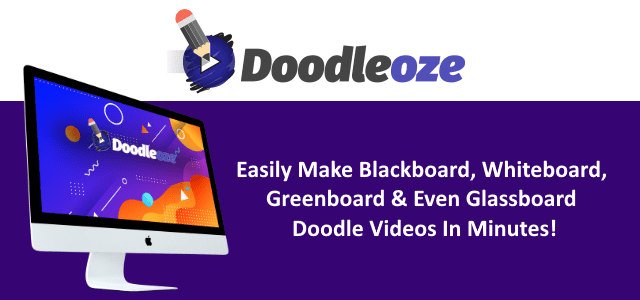 Doodleoze
Doodleoze
Easily Make Blackboard, Whiteboard,
Greenboard & Even Glassboard
Doodle Videos In Minutes!